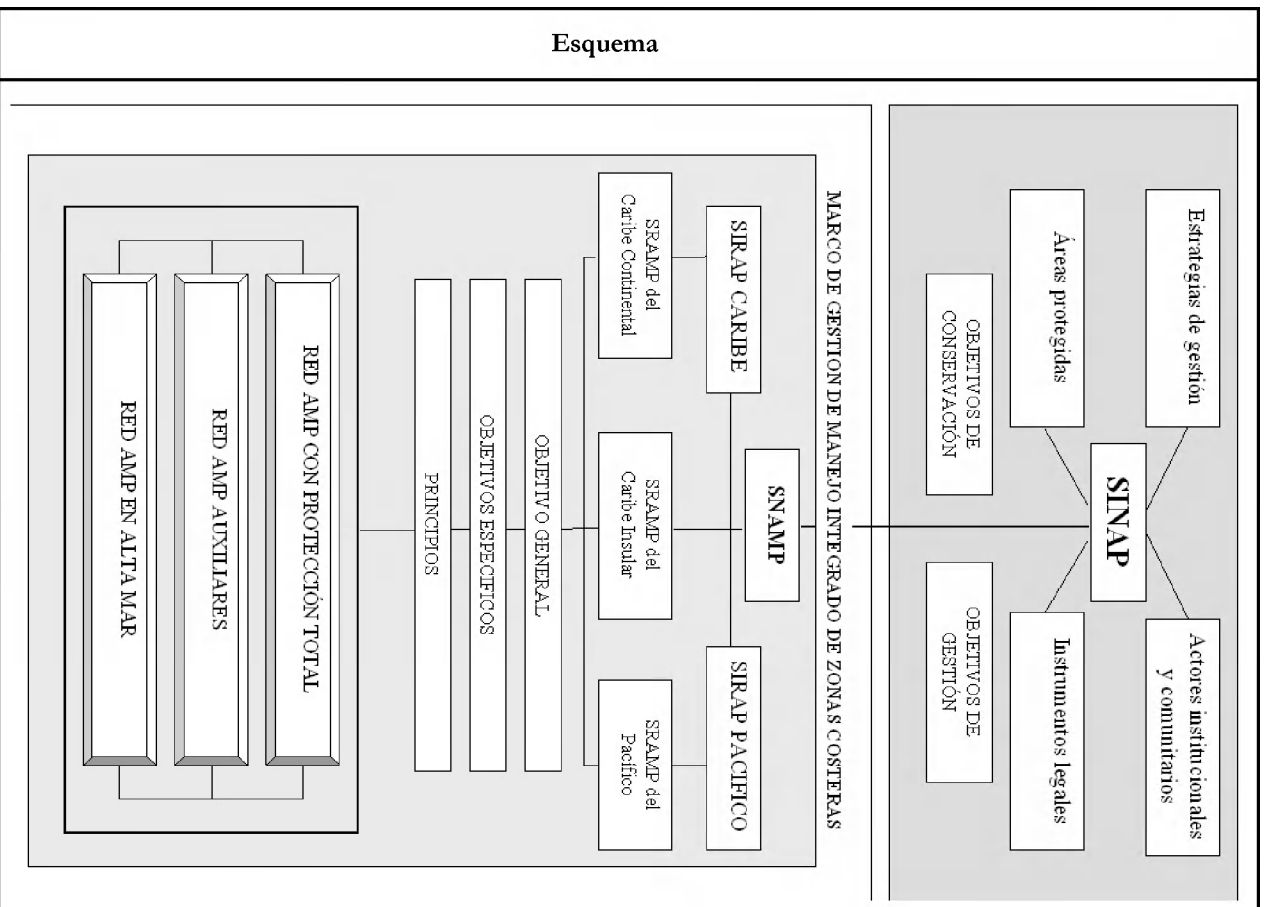 Esquema
Estrategias de gestión
Actores institucionales
y comunitarios
SINAP
Áreas protegidas
Instrumentos legales
OBJETIVOS DE
CONSERVACIÓN
OBJETIVOS DE
GESTIÓN
MARCO DE GESTION DE MANEJO INTEGRADO DE ZONAS COSTERAS
SNAMP
SIRAP CARIBE
SIRAP PACIFICO
SRAMP del
Caribe Continental
SRAMP del
Caribe Insular
SRAMP del
Pacífico
OBJETIVO GENERAL
OBJETIVOS ESPECIFICOS
PRINCIPIOS
RED AMP CON PROTECCIÓN TOTAL
RED AMP AUXILIARES
RED AMP EN ALTA MAR